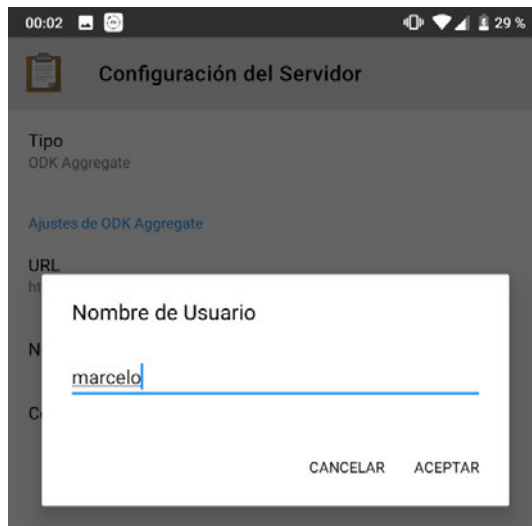 00:02 29 %
Configuración del Servidor
Tipo
ODK Aggregate
Ajustes de ODK Aggregate
URL
ht
Nombre de Usuario
N
marcelo
C
CANCELAR ACEPTAR